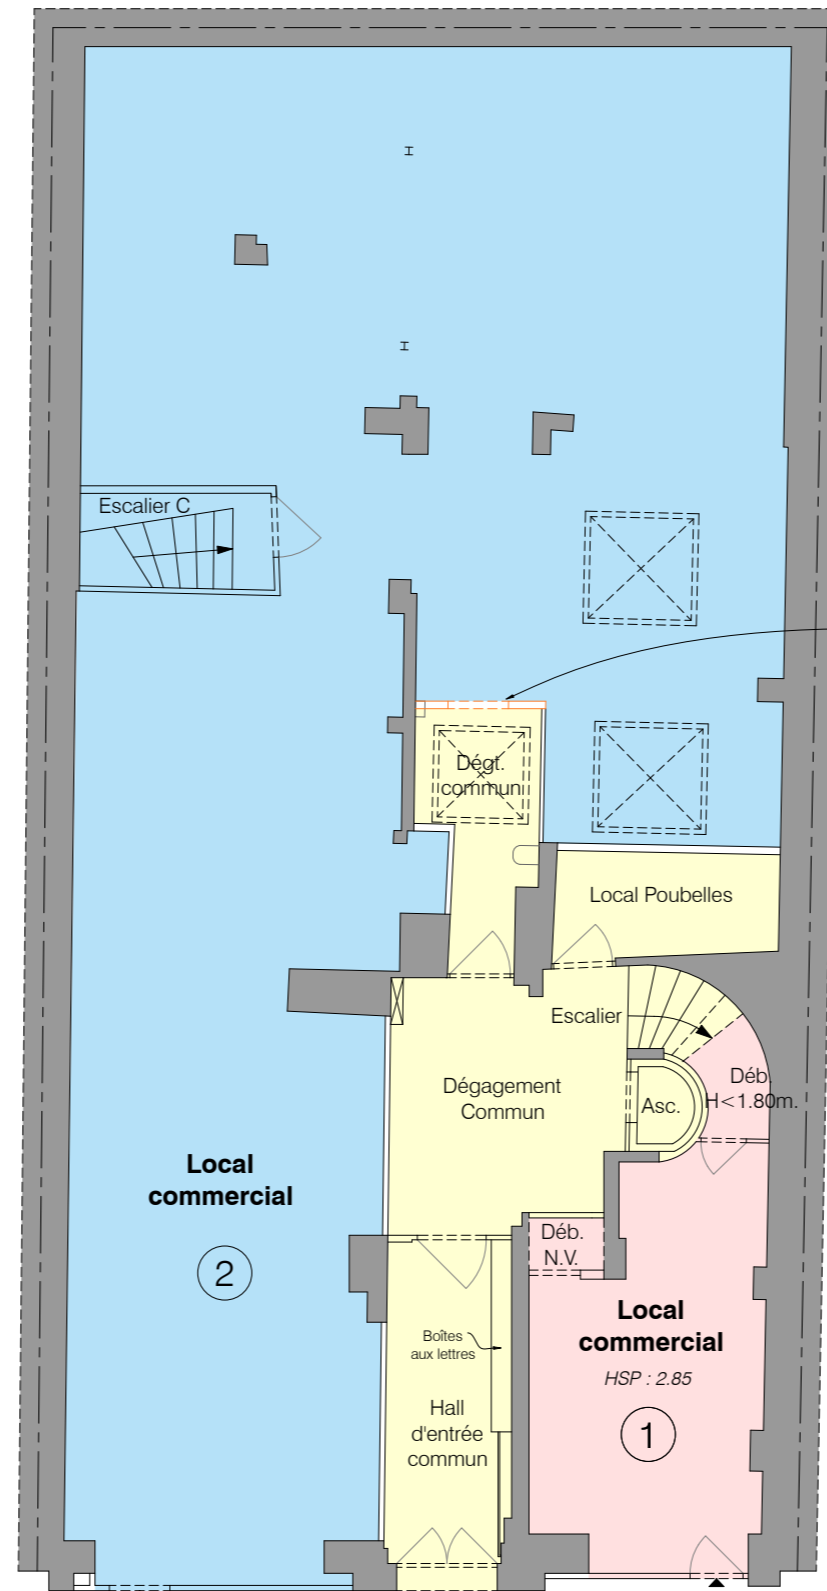 Escalier C
Dégt.
commun
Local Poubelles
Escalier
Déb.
H<1.80m.
Asc.
Dégagement
Commun
Local
commercial
2
Déb.
N.V.
Boîtes
aux lettres
Local
commercial
HSP : 2.85
1
Hall
d'entrée
commun